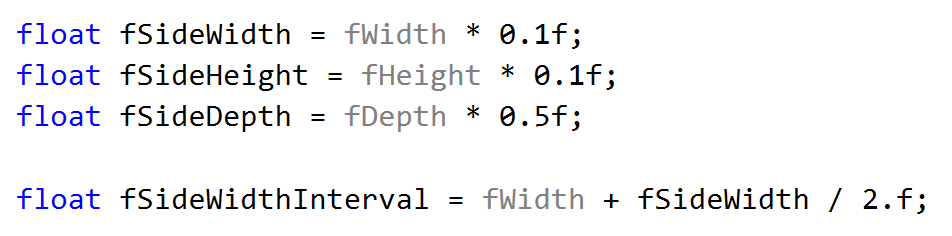 float fSideWidth = fWidth * 0.1f;
float fSideHeight = fHeight * 0.1f;
float fSideDepth = fDepth * 0.5f;
float fSideWidthInterval = fWidth + fSideWidth / 2.f;